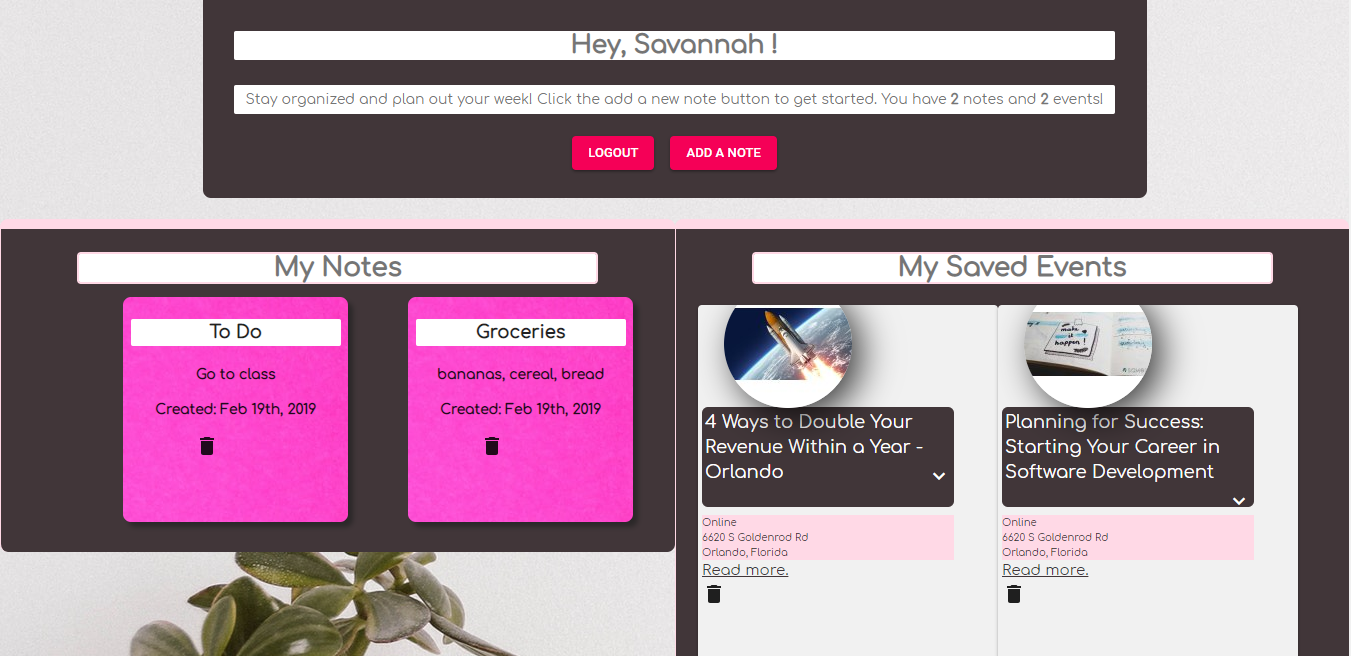 Hey, Savannah !
Stay organized and plan out your week! Click the add a new note button to get started. You have 2 notes and 2 events!
LOGOUT
ADD A NOTE
My Notes
To Do
Go to class
Created: Feb 19th, 2019
Groceries
bananas, cereal, bread
Created: Feb 19th, 2019
My Saved Events
4 Ways to Double Your
Revenue Within a Year -
Orlando
Online
6620 S Goldenrod Rd
Orlando, Florida
Read more.
make
it
happen!
Planning for Success:
Starting Your Career in
Software Development
Online
6620 S Goldenrod Rd
Orlando, Florida
Read more.